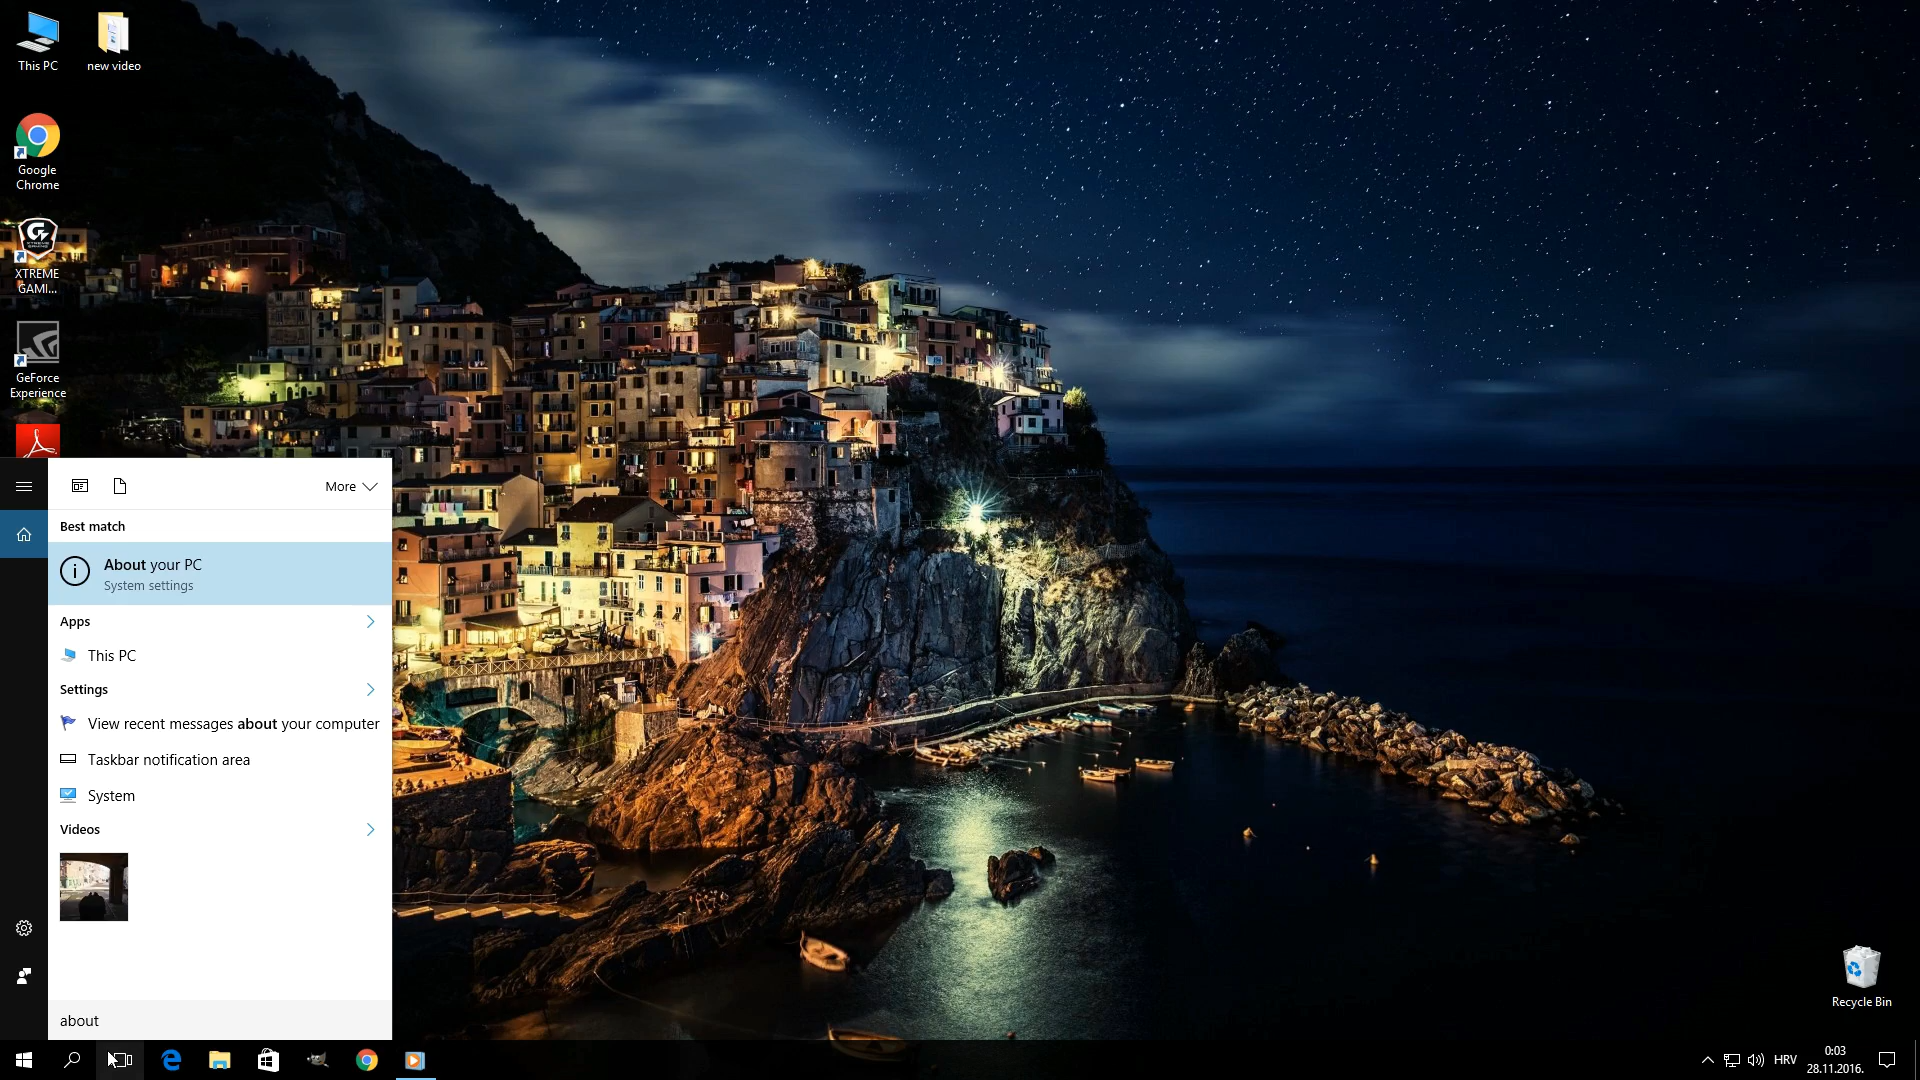 This PC
new video
Google
Chrome
XTREME
GAMI...
GeForce
Experience
More
Best match
About your PC
System settings
Apps
This PC
Settings
View recent messages about your computer
Taskbar notification area
System
Videos
about
Recycle Bin
HRV
0:03
28.11.2016.